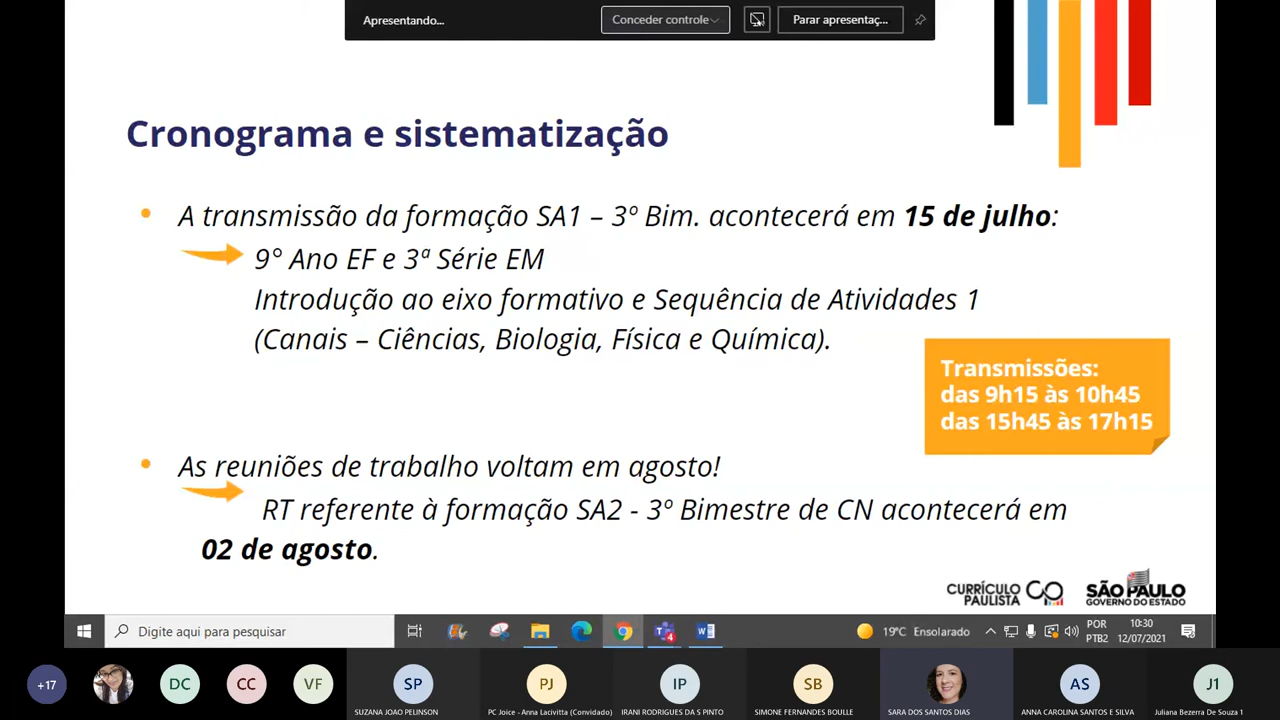 Apresentando...
Conceder controle
Parar apresentaç...
Cronograma e sistematização
A transmissão da formação SA1 – 3º Bim. acontecerá em 15 de julho:
9° Ano EF e 3ª Série EM
Introdução ao eixo formativo e Sequência de Atividades 1
(Canais – Ciências, Biologia, Física e Química).
Transmissões:
das 9h15 às 10h45
das 15h45 às 17h15
As reuniões de trabalho voltam em agosto!
RT referente à formação SA2 - 3º Bimestre de CN acontecerá em
02 de agosto.
CURRÍCULO
PAULISTA
SÃO PAULO
GOVERNO DO ESTADO
Digite aqui para pesquisar
4
19°C Ensolarado
POR
PTB2
10:30
12/07/2021
+17
DC
CC
VF
SP
PJ
IP
SB
AS
J1
SUZANA JOAO PELINSON
PC Joice - Anna Lacivitta (Convidado)
IRANI RODRIGUES DA S PINTO
SIMONE FERNANDES BOULLE
SARA DOS SANTOS DIAS
ANNA CAROLINA SANTOS E SILVA
Juliana Bezerra De Souza 1